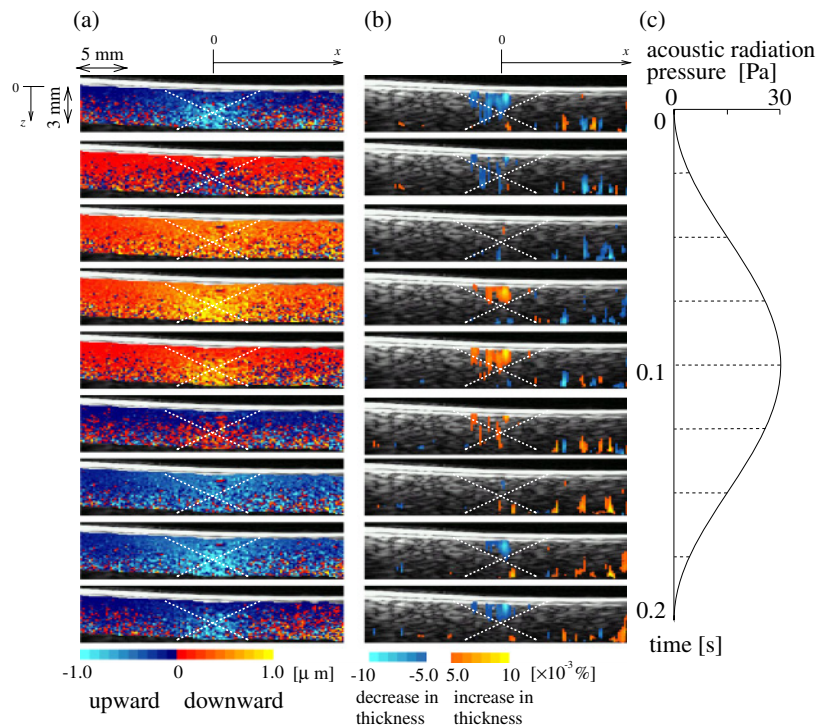 (a)
(b)
(c)
5 mm
0
x
0
x
acoustic radiation
pressure [Pa]
0
30
0
z
3 mm
0
0.1
0.2
time [s]
-1.0
0
1.0
[μ m]
upward
downward
-10
-5.0
5.0
10
[×10⁻³ %]
decrease in
thickness
increase in
thickness